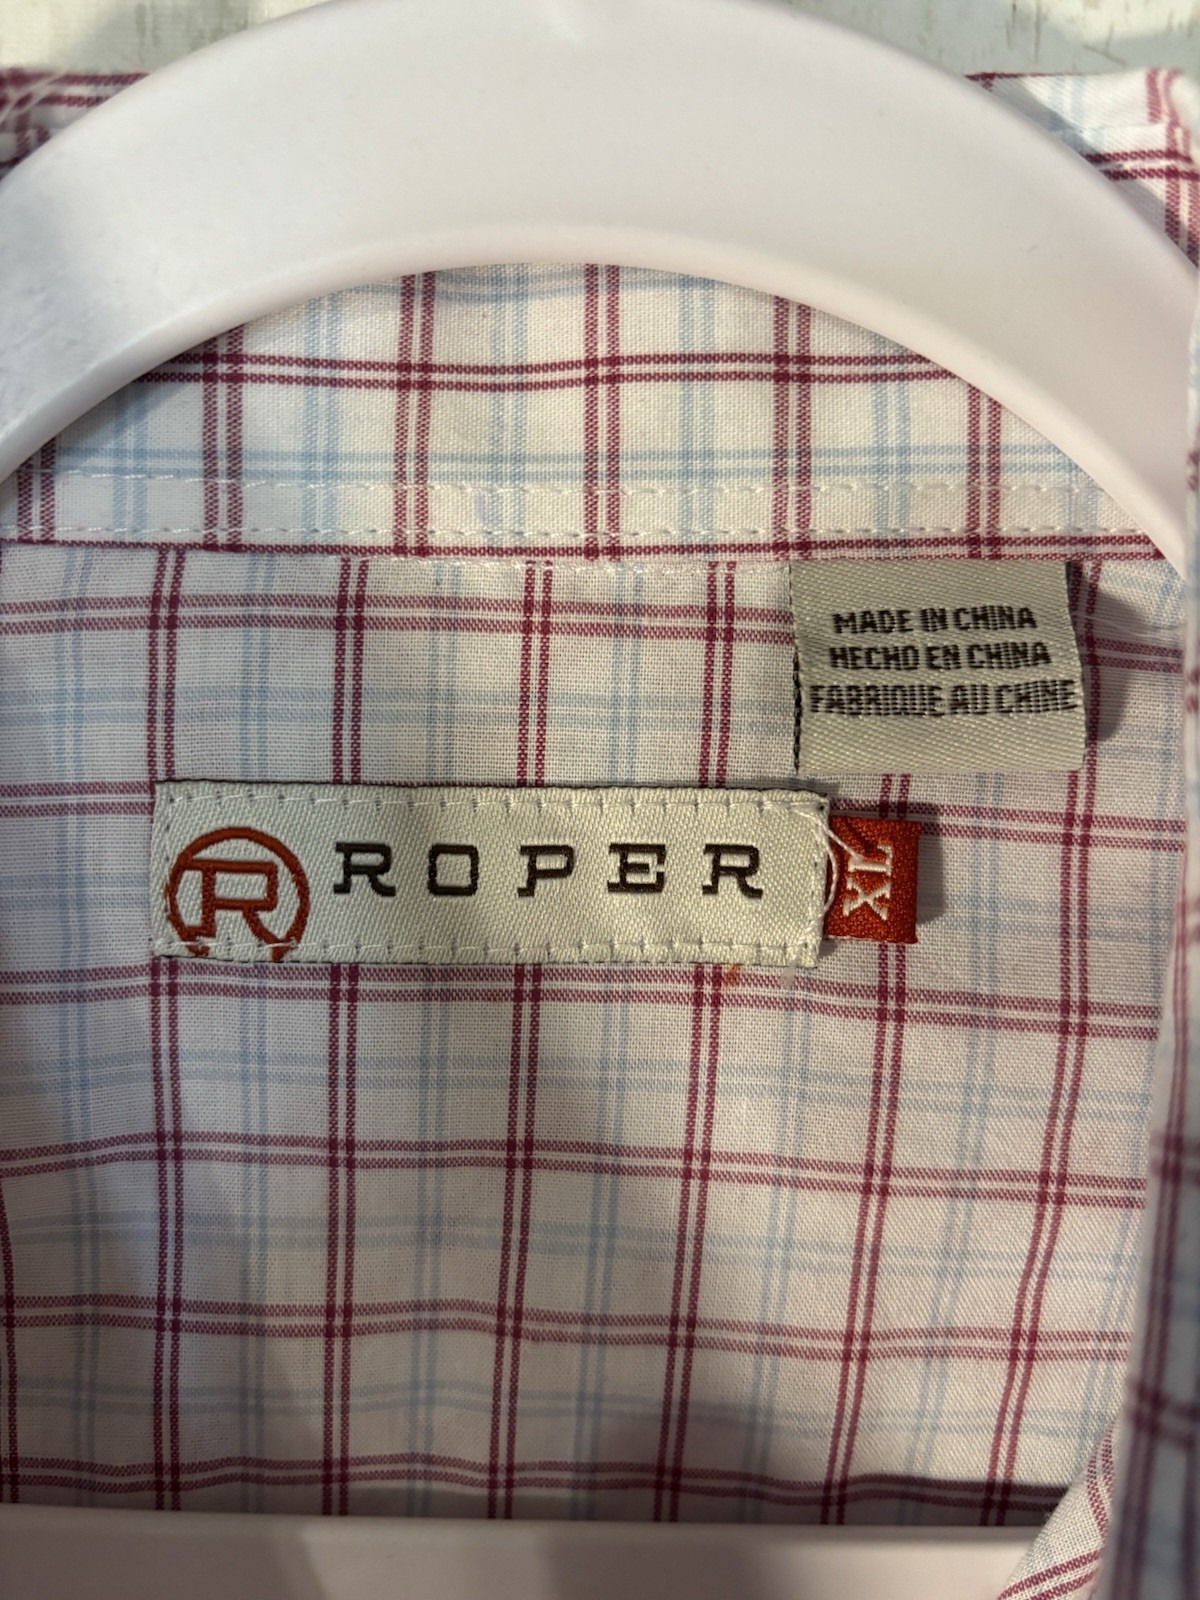 MADE IN CHINA
HECHO EN CHINA
FABRIQUE AU CHINE
R ROPER
XL